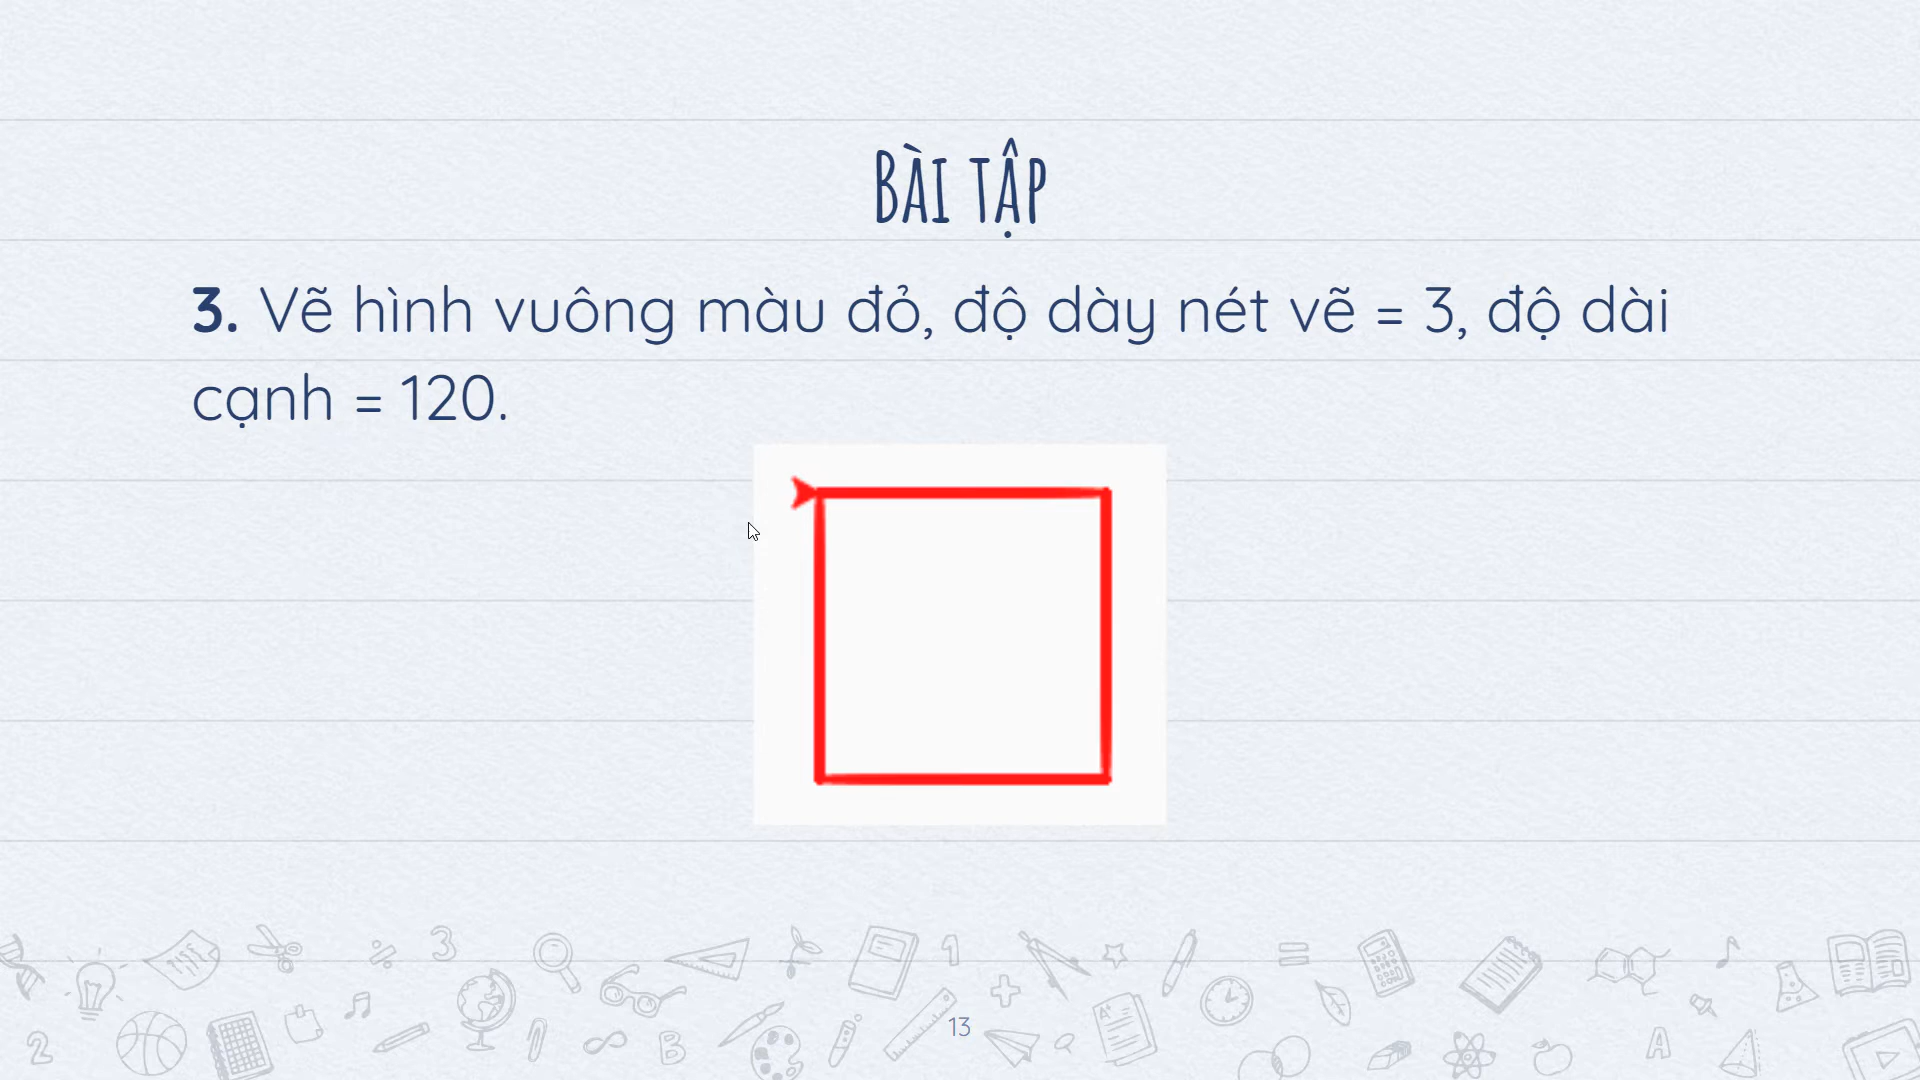 BÀI TẬP
3. Vẽ hình vuông màu đỏ, độ dày nét vẽ = 3, độ dài
cạnh = 120.
13